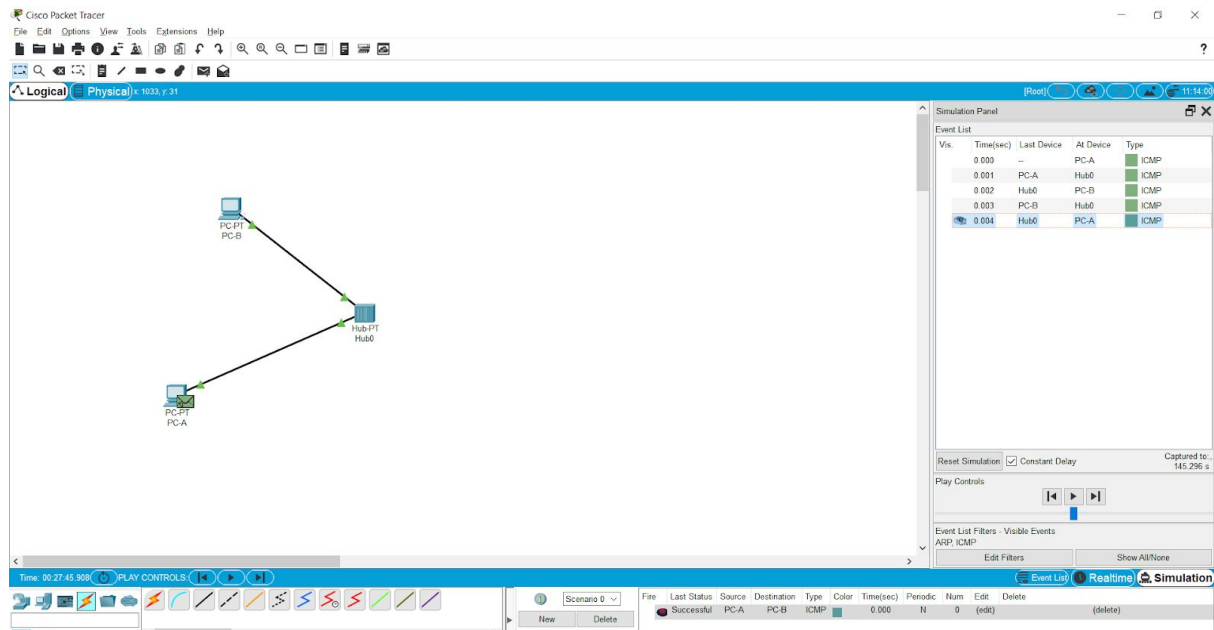 Cisco Packet Tracer
File Edit Options View Tools Extensions Help
?
Logical Physical x: 1033, y: 31 [Root] 11:14:00
Simulation Panel
Event List
Vis. Time(sec) Last Device At Device Type
0.000 -- PC-A ICMP
0.001 PC-A Hub0 ICMP
0.002 Hub0 PC-B ICMP
0.003 PC-B Hub0 ICMP
0.004 Hub0 PC-A ICMP
PC-PT
PC-B
Hub-PT
Hub0
PC-PT
PC-A
Reset Simulation Constant Delay Captured to:
145.296 s
Play Controls
Event List Filters - Visible Events
ARP, ICMP
Edit Filters Show All/None
Time: 00:27:45.908 PLAY CONTROLS: Event List Realtime Simulation
Scenario 0
New Delete
Fire Last Status Source Destination Type Color Time(sec) Periodic Num Edit Delete
Successful PC-A PC-B ICMP 0.000 N 0 (edit) (delete)